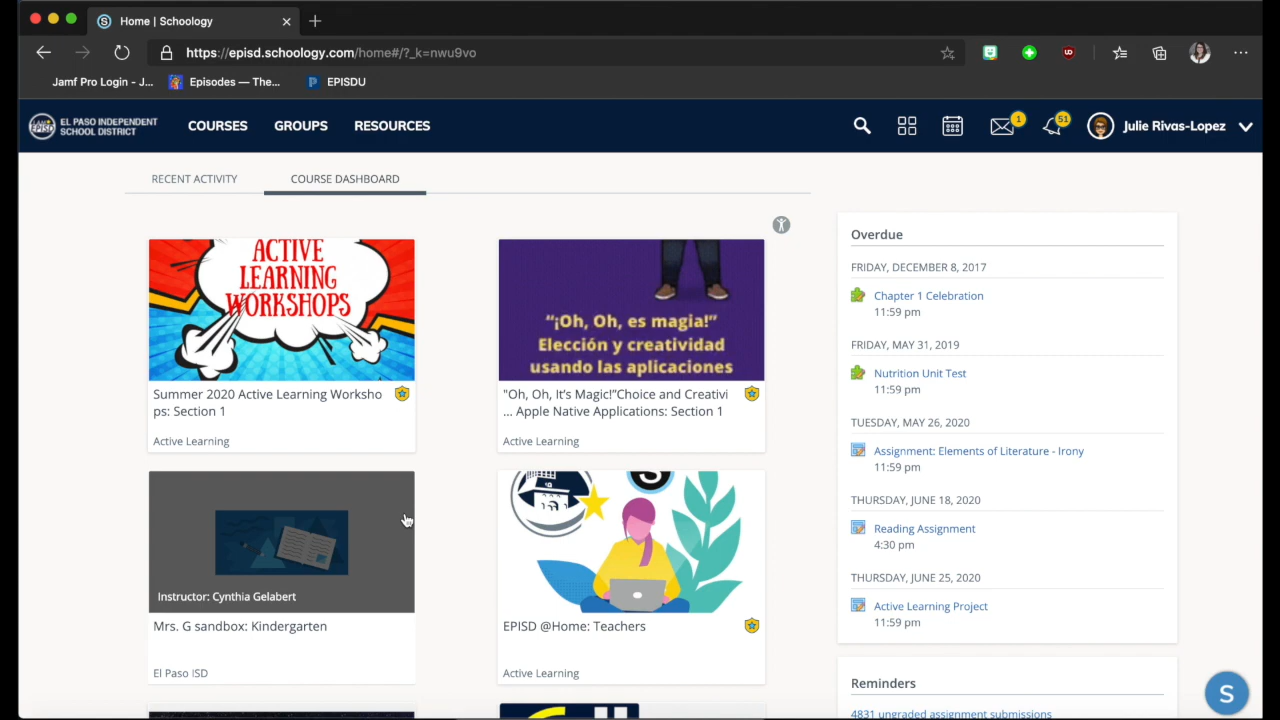 Home | Schoology
https://episd.schoology.com/home#/?_k=nwu9vo
Jamf Pro Login - J...
Episodes — The...
EPISDU
EL PASO INDEPENDENT
SCHOOL DISTRICT
COURSES
GROUPS
RESOURCES
1
51
Julie Rivas-Lopez
RECENT ACTIVITY
COURSE DASHBOARD
ACTIVE
LEARNING
WORKSHOPS
Summer 2020 Active Learning Worksho
ps: Section 1
Active Learning
“¡Oh, Oh, es magia!”
Elección y creatividad
usando las aplicaciones
"Oh, Oh, It's Magic!"Choice and Creativi
... Apple Native Applications: Section 1
Active Learning
Instructor: Cynthia Gelabert
Mrs. G sandbox: Kindergarten
El Paso ISD
S
EPISD @Home: Teachers
Active Learning
Overdue
FRIDAY, DECEMBER 8, 2017
Chapter 1 Celebration
11:59 pm
FRIDAY, MAY 31, 2019
Nutrition Unit Test
11:59 pm
TUESDAY, MAY 26, 2020
Assignment: Elements of Literature - Irony
11:59 pm
THURSDAY, JUNE 18, 2020
Reading Assignment
4:30 pm
THURSDAY, JUNE 25, 2020
Active Learning Project
11:59 pm
Reminders
4831 ungraded assignment submissions
S